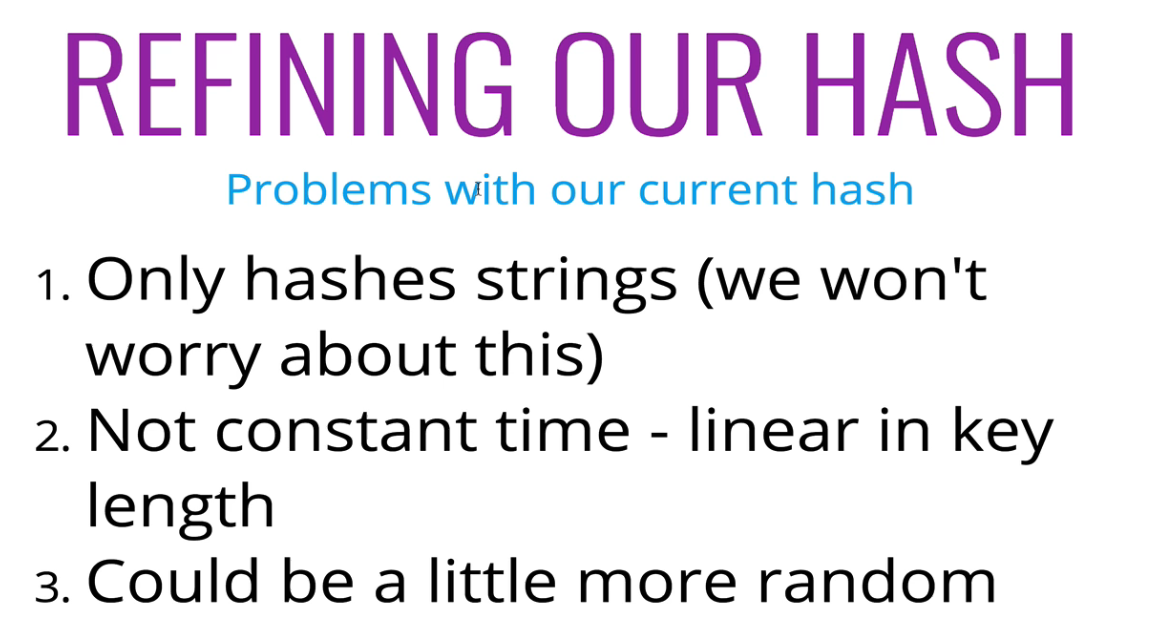 REFINING OUR HASH
Problems with our current hash
1. Only hashes strings (we won't
worry about this)
2. Not constant time - linear in key
length
3. Could be a little more random